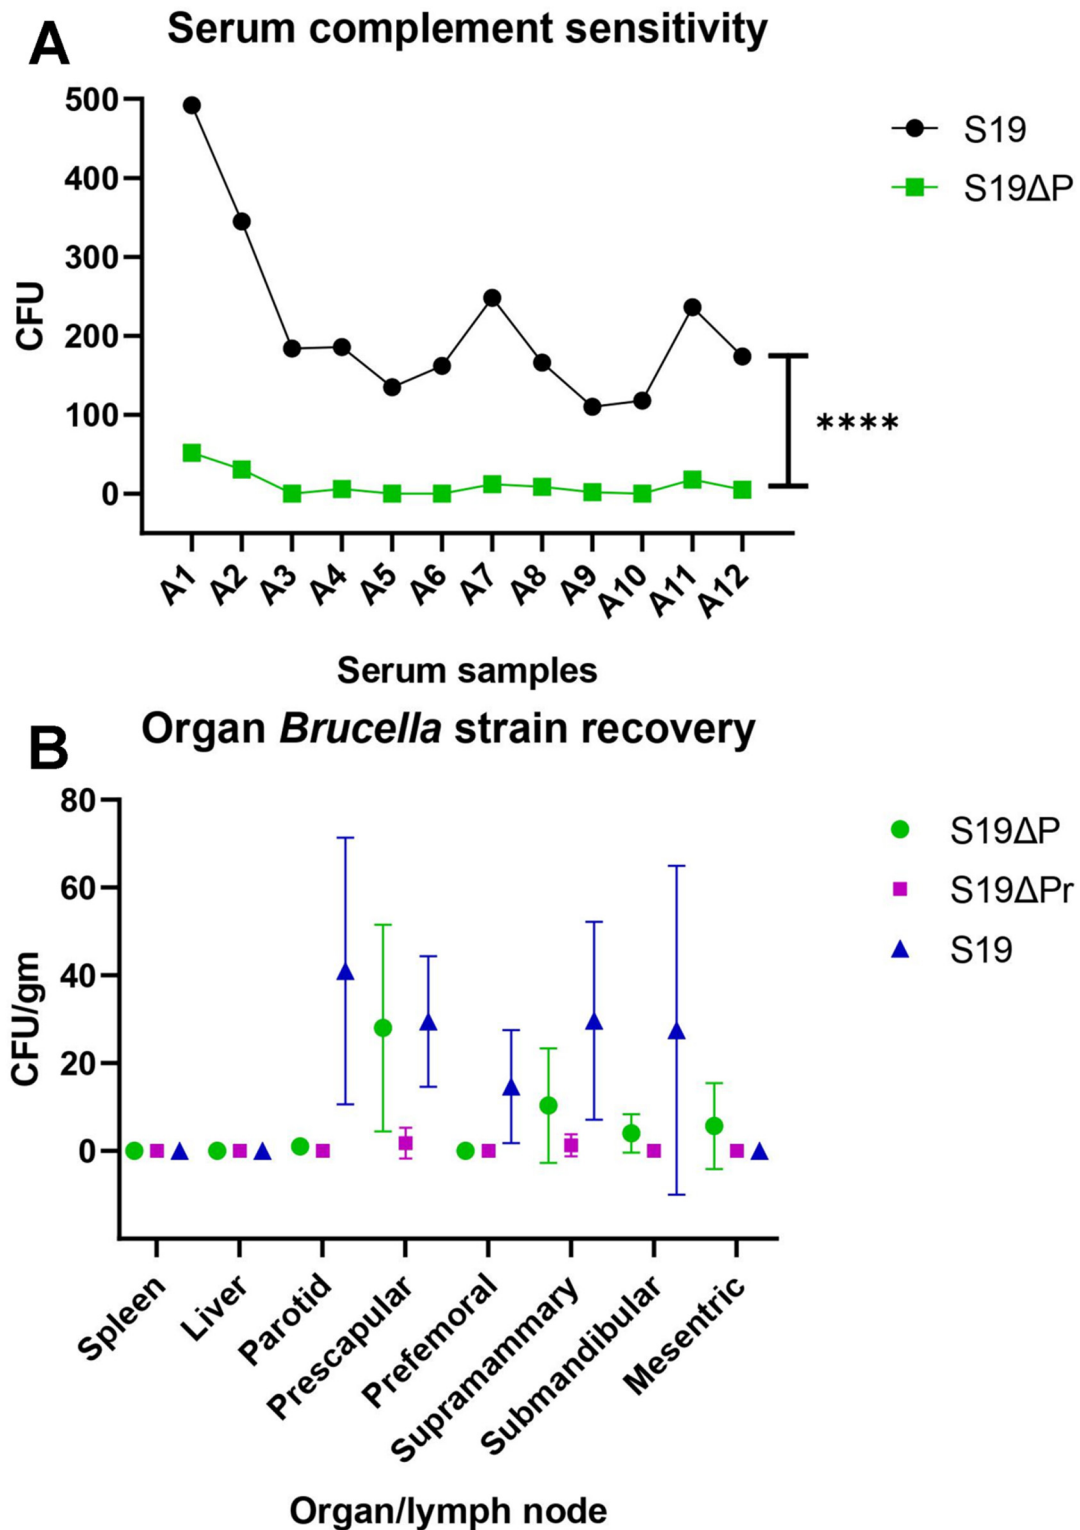 A
Serum complement sensitivity
500
400
300
200
100
0
CFU
S19
S19ΔP
****
A1
A2
A3
A4
A5
A6
A7
A8
A9
A10
A11
A12
Serum samples
B
Organ Brucella strain recovery
80
60
40
20
0
CFU/gm
S19ΔP
S19ΔPr
S19
Spleen
Liver
Parotid
Prescapular
Prefemoral
Supramammary
Submandibular
Mesentric
Organ/lymph node